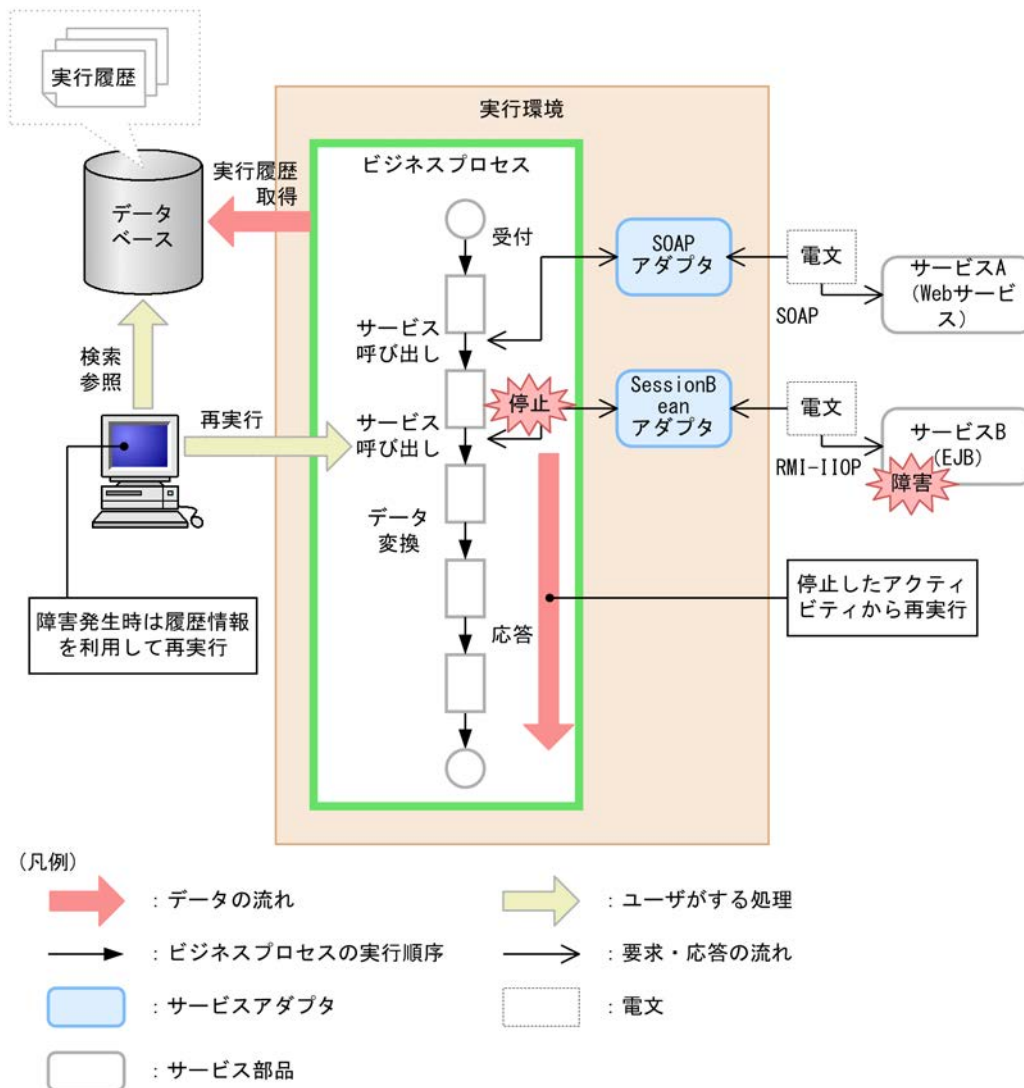 実行履歴
実行環境
ビジネスプロセス
実行履歴
取得
データ
ベース
受付
SOAP
アダプタ
電文
サービスA
(Webサービ
ス)
SOAP
サービス
呼び出し
検索
参照
再実行
停止
SessionB
ean
アダプタ
電文
サービス
呼び出し
サービスB
(EJB)
RMI-IIOP
障害
データ
変換
停止したアクティ
ビティから再実行
障害発生時は履歴情報
を利用して再実行
応答
(凡例)
：データの流れ
：ユーザがする処理
：ビジネスプロセスの実行順序
：要求・応答の流れ
：サービスアダプタ
：電文
：サービス部品